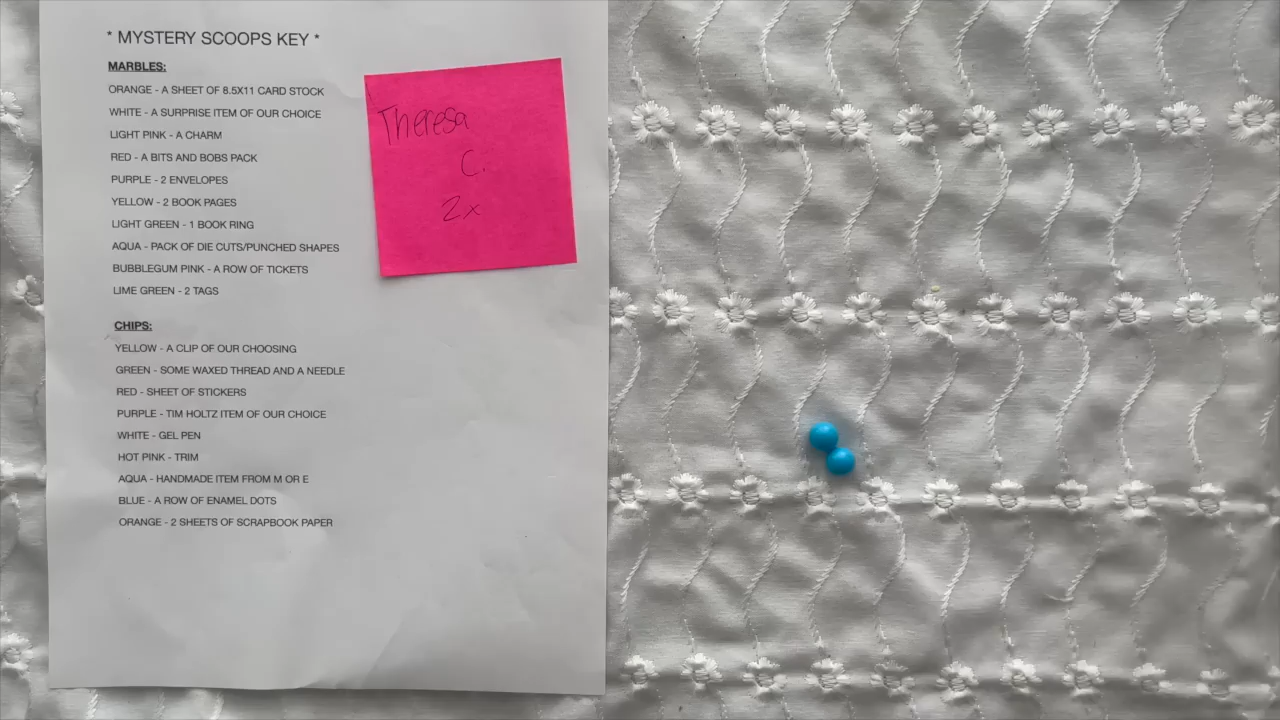 * MYSTERY SCOOPS KEY *
MARBLES:
ORANGE - A SHEET OF 8.5X11 CARD STOCK
WHITE - A SURPRISE ITEM OF OUR CHOICE
LIGHT PINK - A CHARM
RED - A BITS AND BOBS PACK
PURPLE - 2 ENVELOPES
YELLOW - 2 BOOK PAGES
LIGHT GREEN - 1 BOOK RING
AQUA - PACK OF DIE CUTS/PUNCHED SHAPES
BUBBLEGUM PINK - A ROW OF TICKETS
LIME GREEN - 2 TAGS
CHIPS:
YELLOW - A CLIP OF OUR CHOOSING
GREEN - SOME WAXED THREAD AND A NEEDLE
RED - SHEET OF STICKERS
PURPLE - TIM HOLTZ ITEM OF OUR CHOICE
WHITE - GEL PEN
HOT PINK - TRIM
AQUA - HANDMADE ITEM FROM M OR E
BLUE - A ROW OF ENAMEL DOTS
ORANGE - 2 SHEETS OF SCRAPBOOK PAPER
Theresa
C.
2x